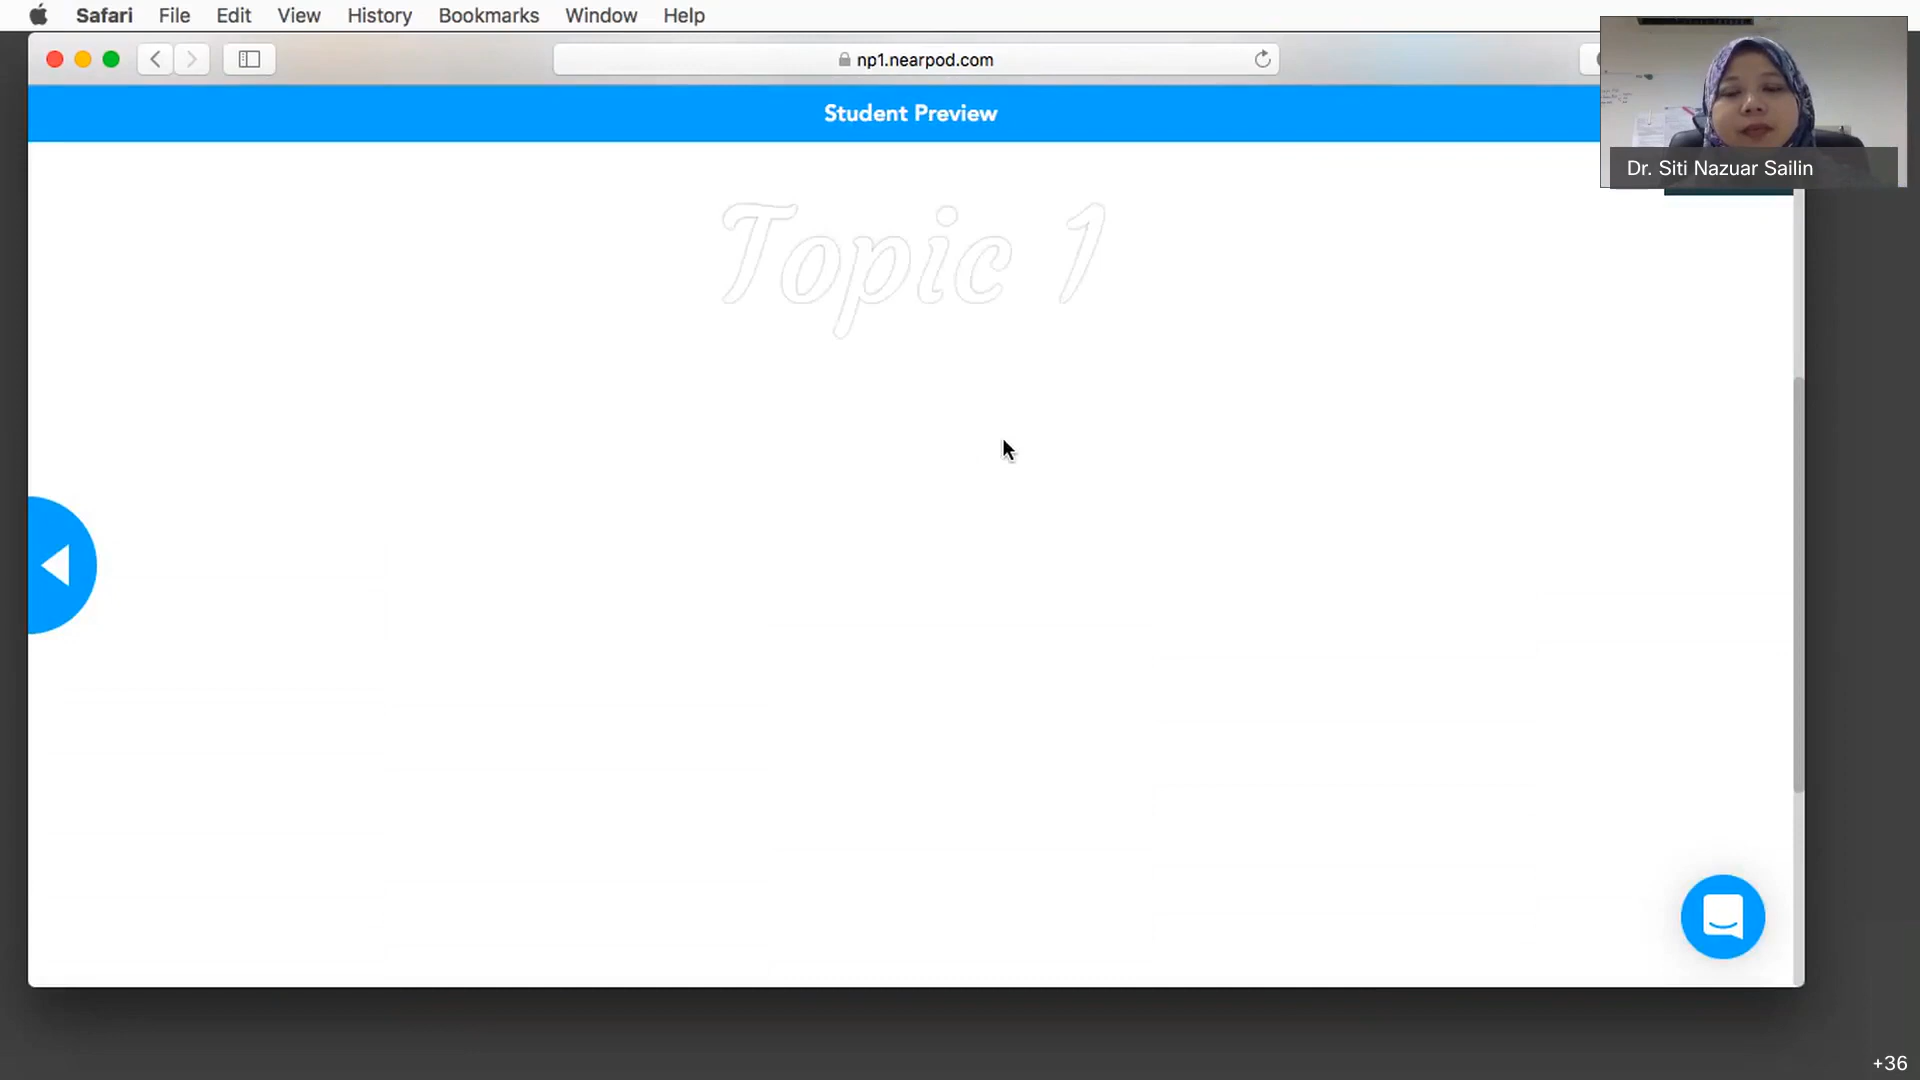 Safari File Edit View History Bookmarks Window Help
np1.nearpod.com
Student Preview
Dr. Siti Nazuar Sailin
Topic 1
+36